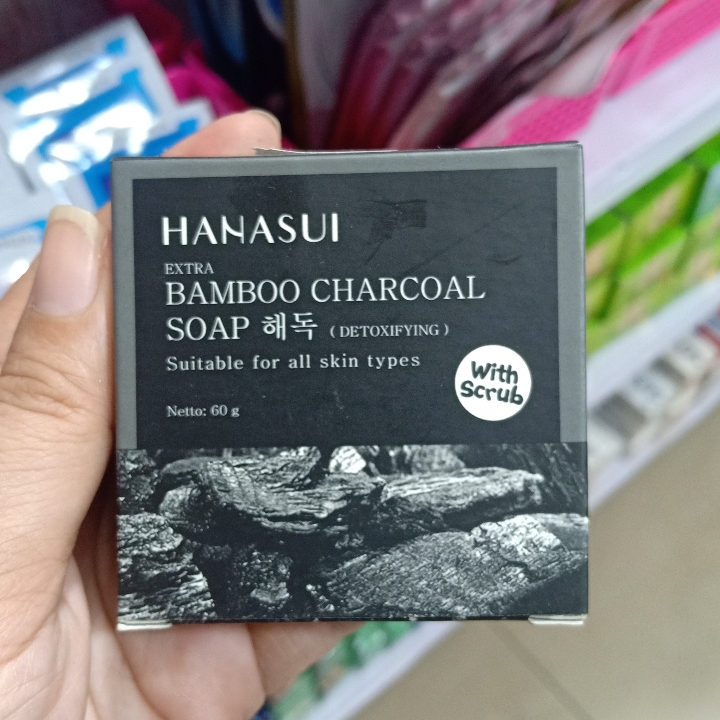 HANASUI
EXTRA
BAMBOO CHARCOAL
SOAP 해독 ( DETOXIFYING )
Suitable for all skin types
With
Scrub
Netto: 60 g